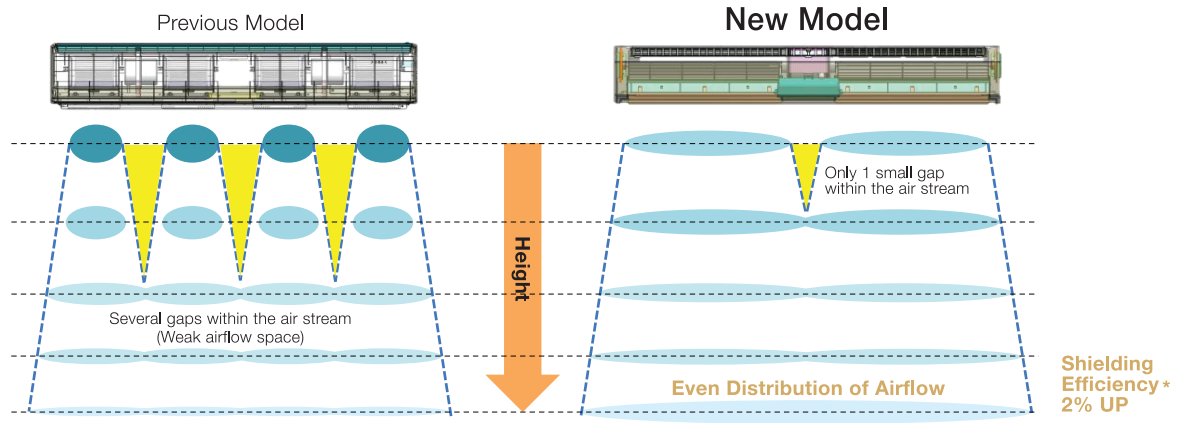 Previous Model
New Model
Only 1 small gap
within the air stream
Height
Several gaps within the air stream
(Weak airflow space)
Even Distribution of Airflow
Shielding
Efficiency *
2% UP